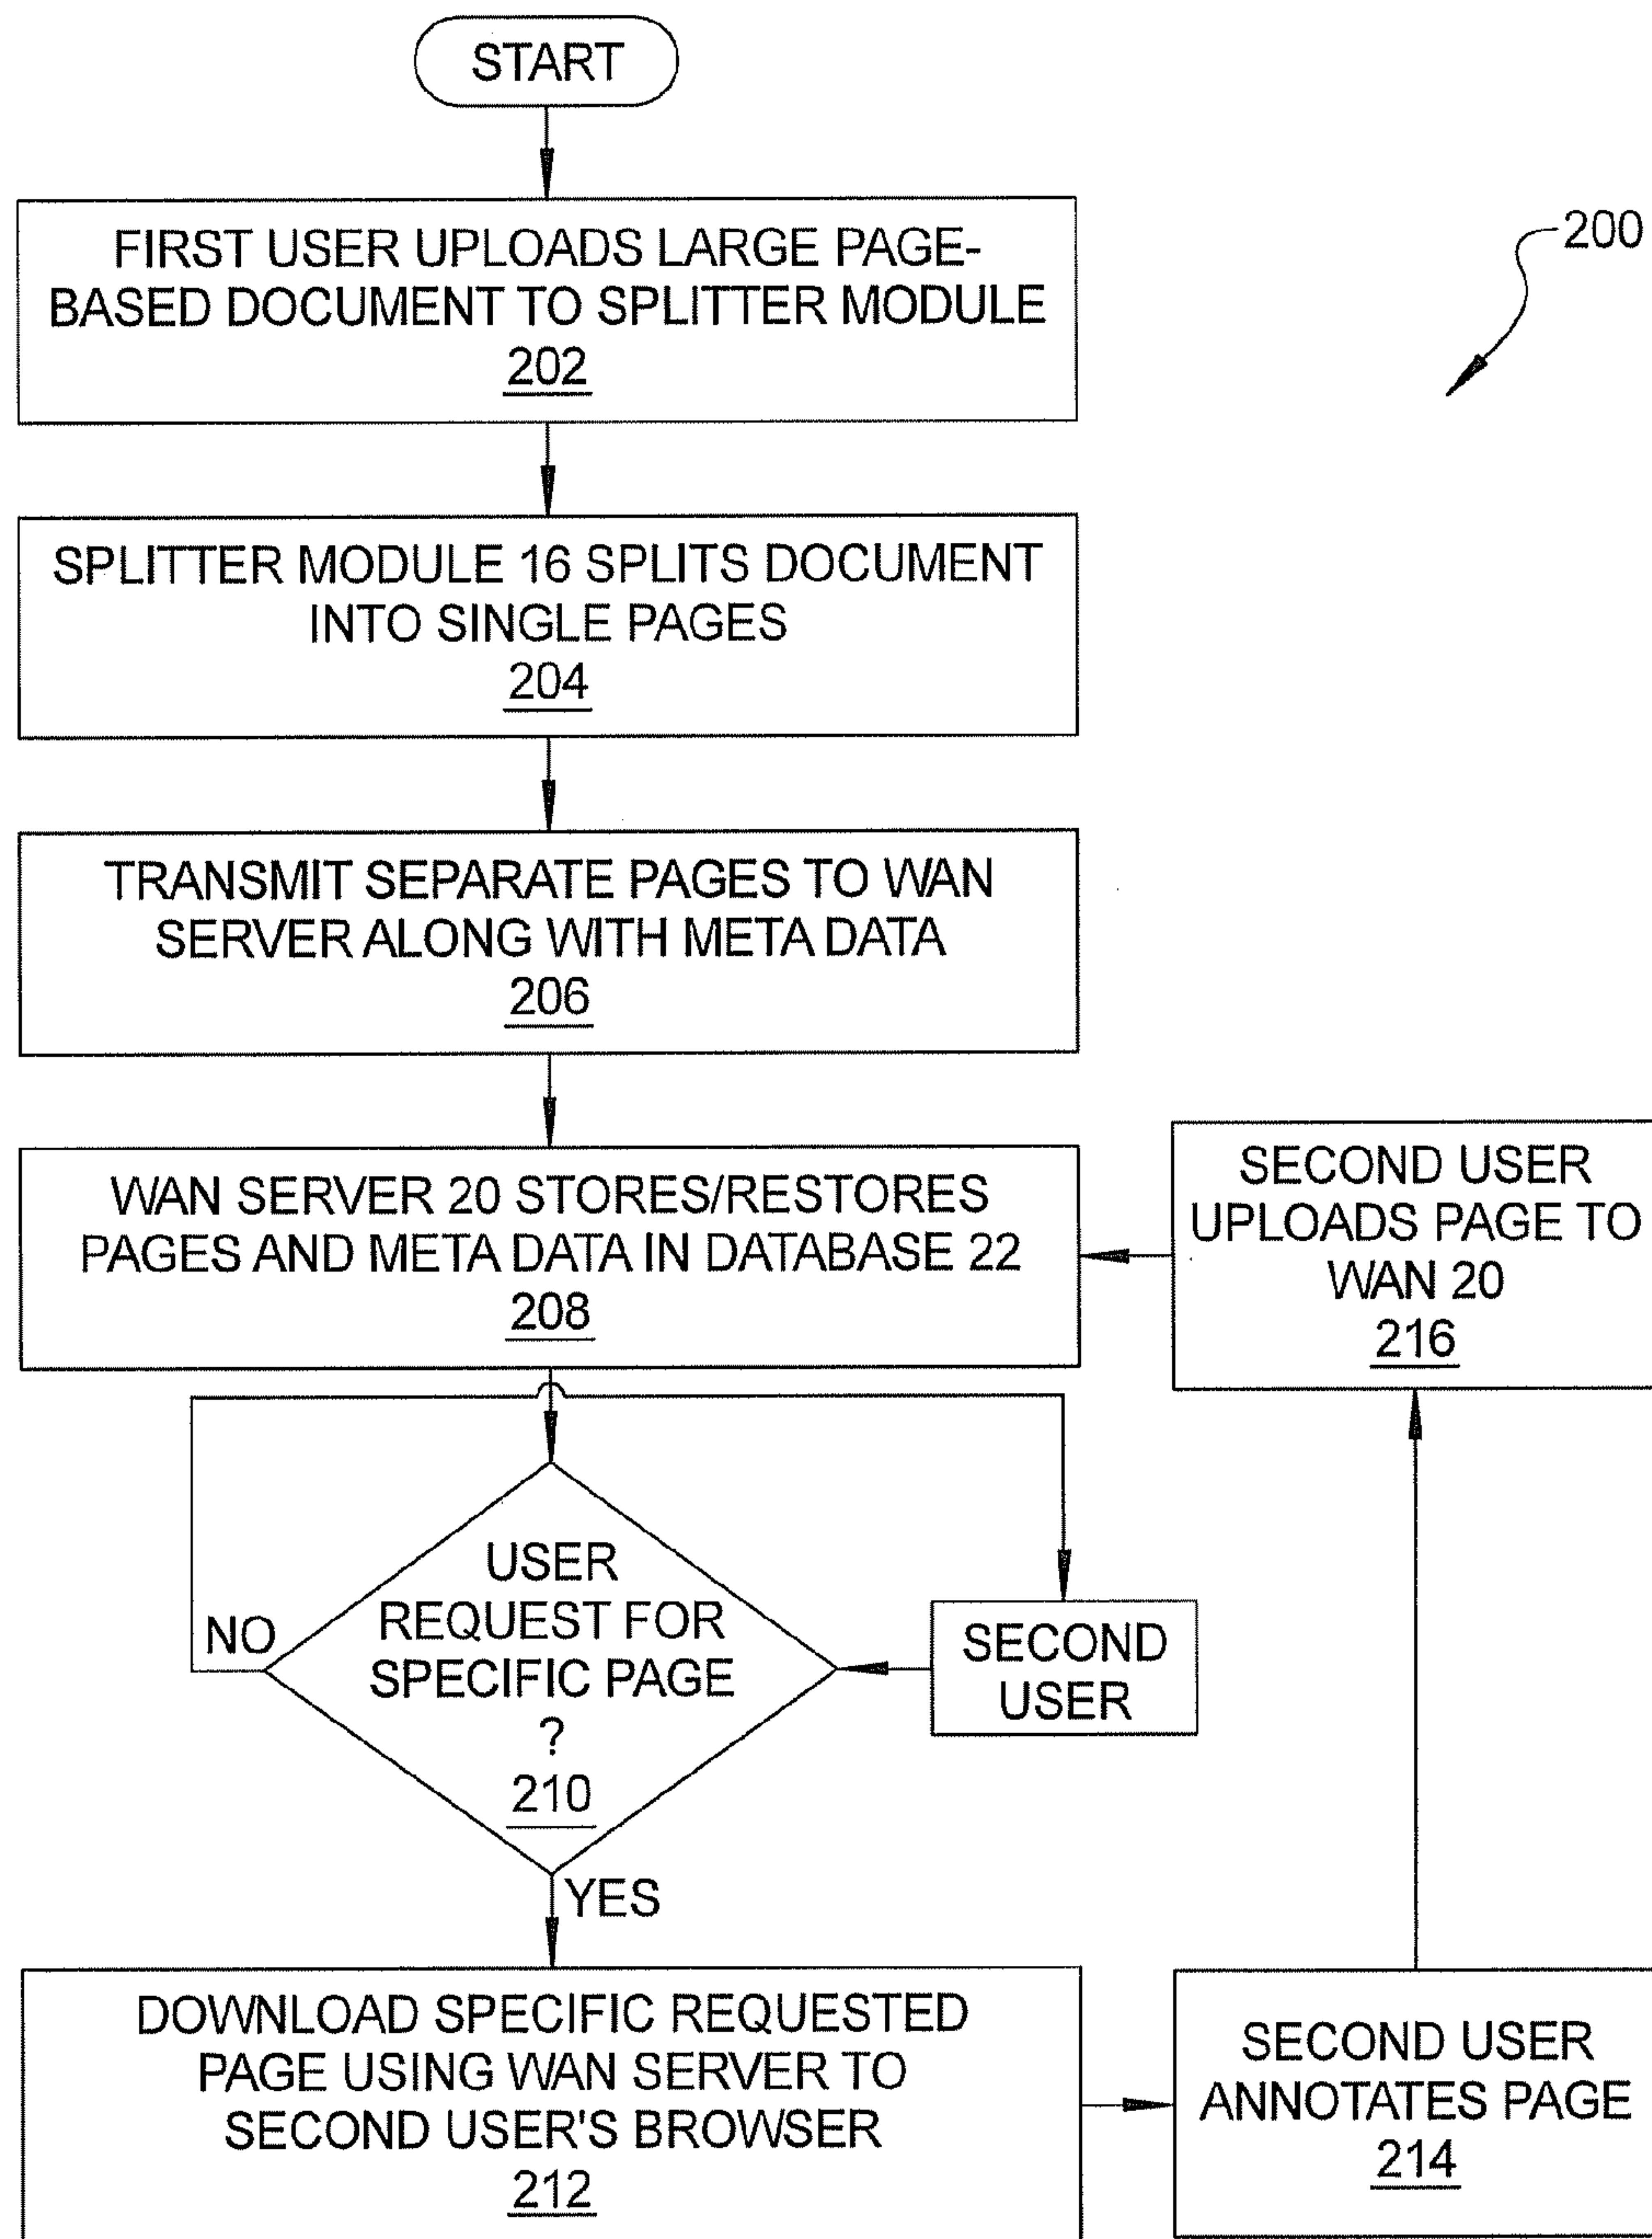 START
200
FIRST USER UPLOADS LARGE PAGE-
BASED DOCUMENT TO SPLITTER MODULE
202
SPLITTER MODULE 16 SPLITS DOCUMENT
INTO SINGLE PAGES
204
TRANSMIT SEPARATE PAGES TO WAN
SERVER ALONG WITH META DATA
206
WAN SERVER 20 STORES/RESTORES
PAGES AND META DATA IN DATABASE 22
208
USER
REQUEST FOR
SPECIFIC PAGE
?
210
NO
SECOND
USER
YES
DOWNLOAD SPECIFIC REQUESTED
PAGE USING WAN SERVER TO
SECOND USER'S BROWSER
212
SECOND USER
ANNOTATES PAGE
214
SECOND USER
UPLOADS PAGE TO
WAN 20
216